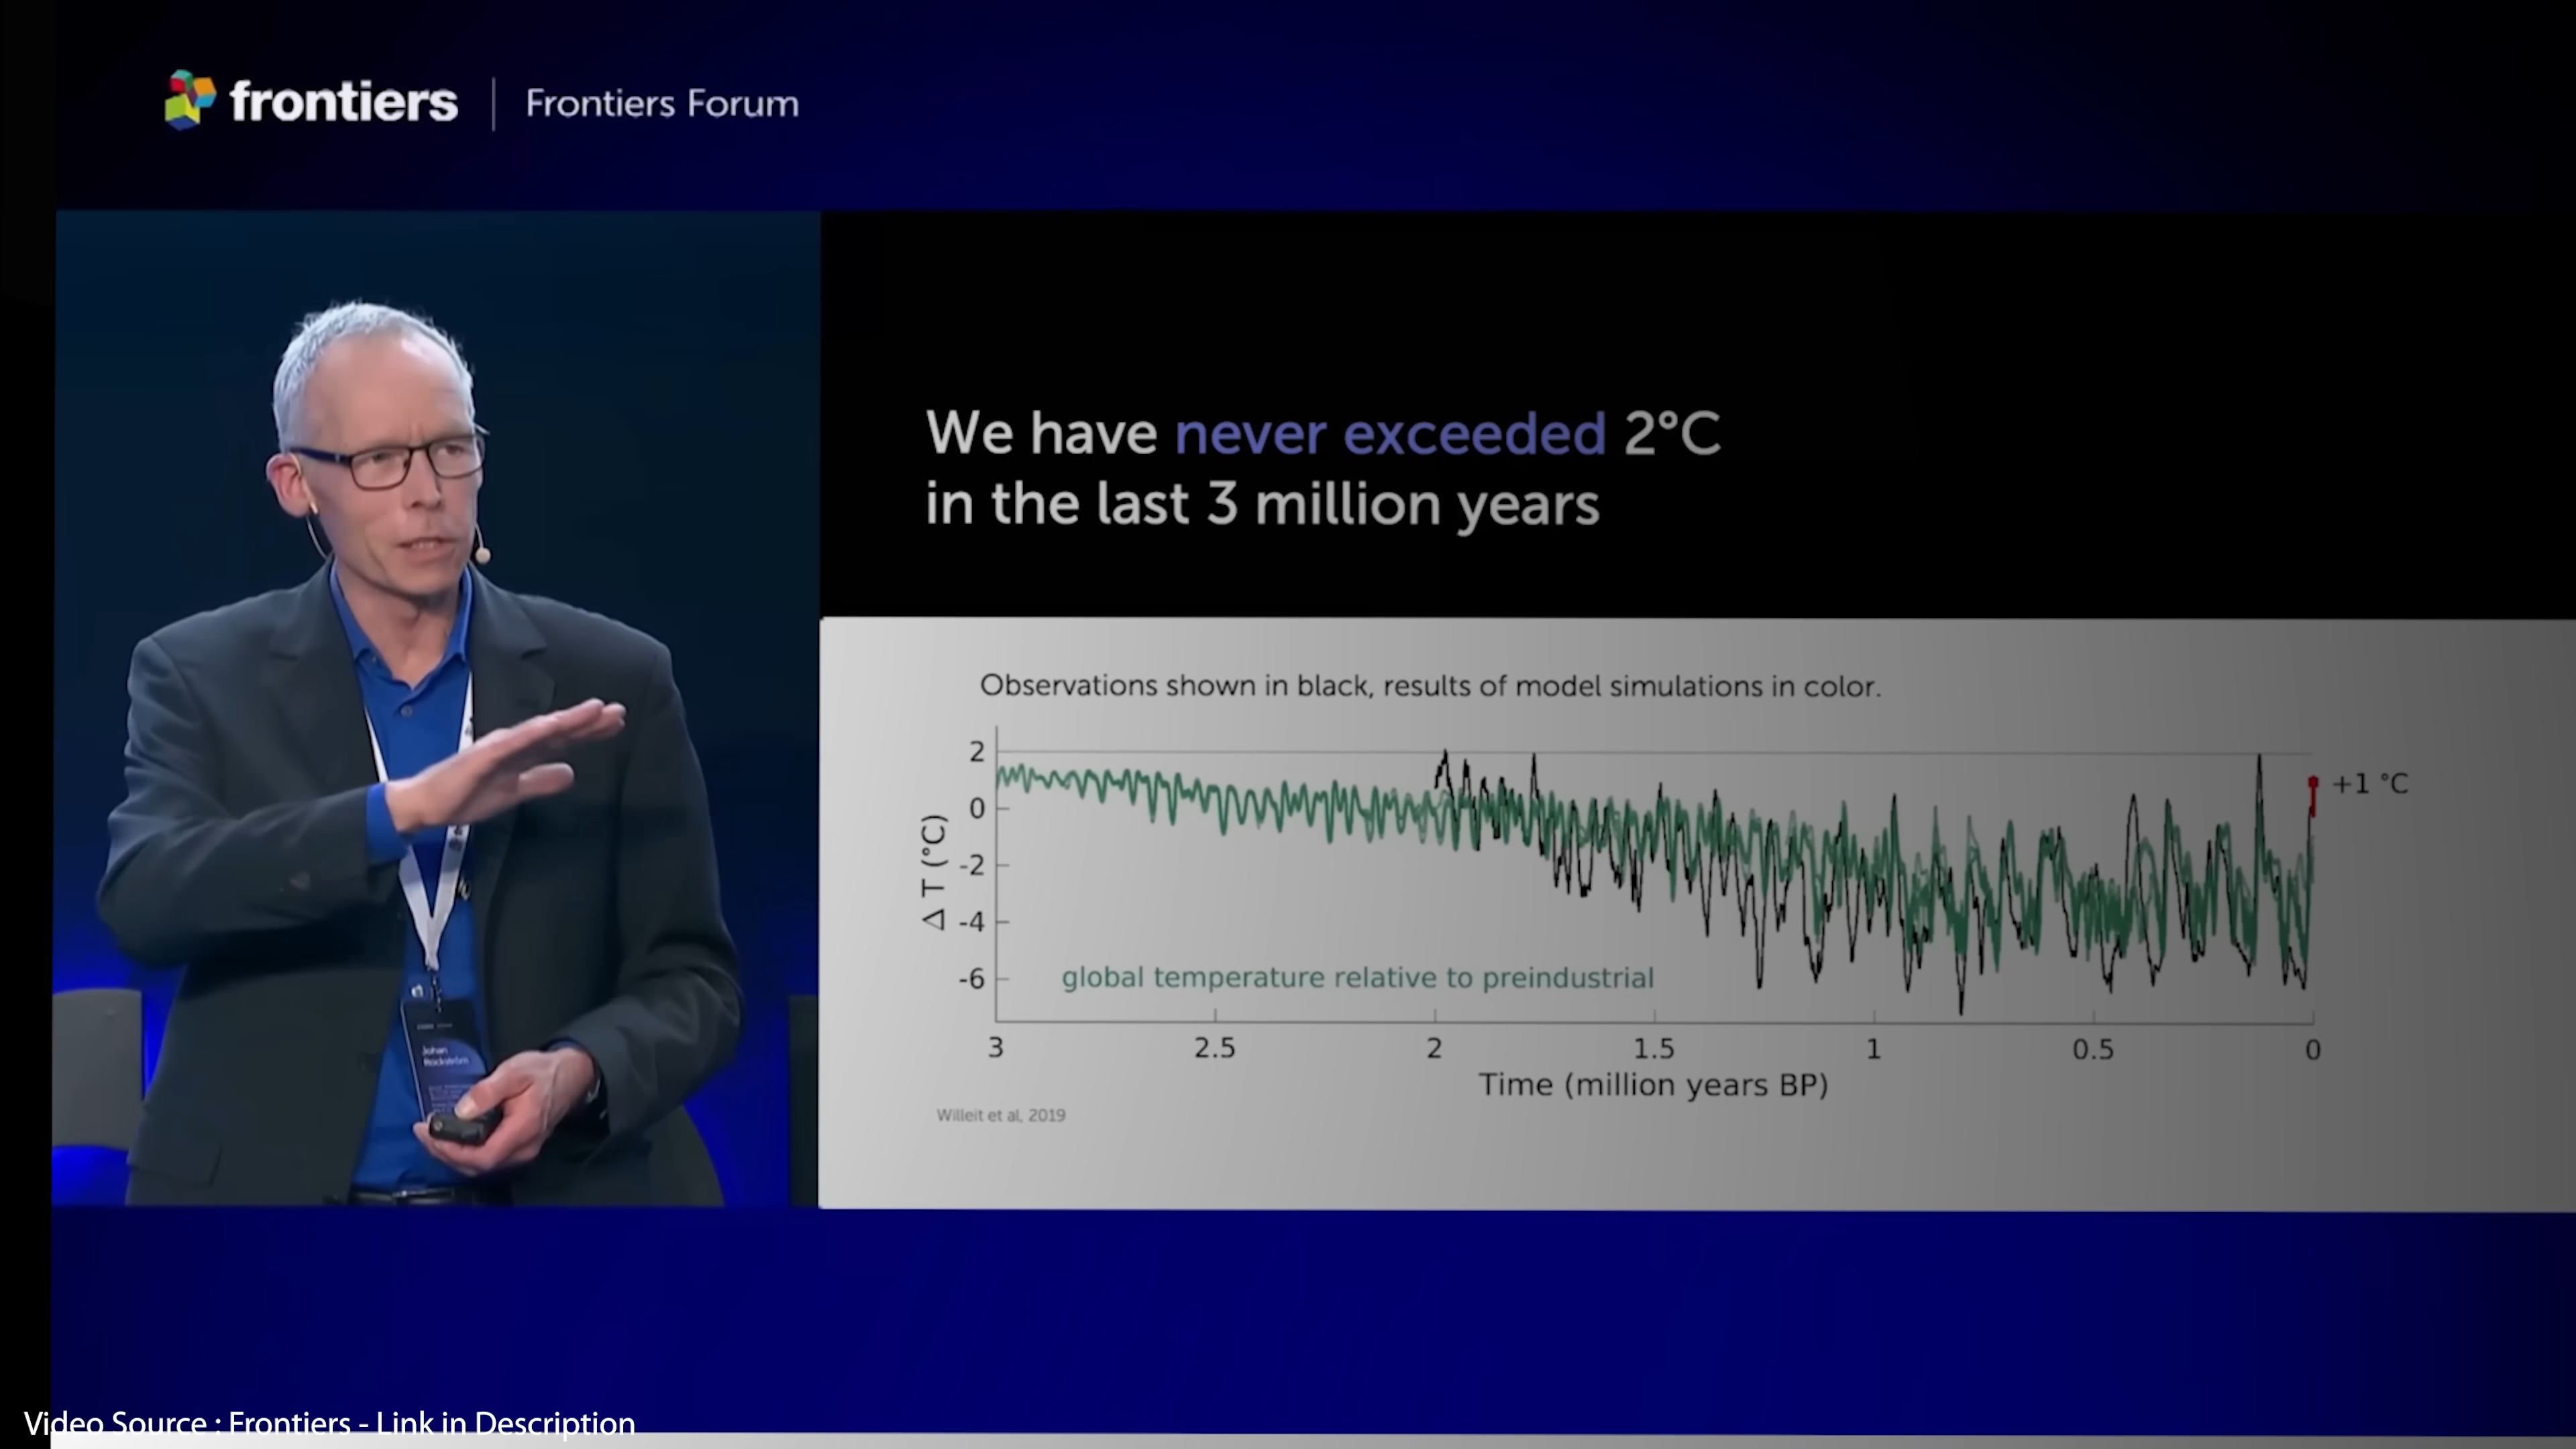 frontiers
Frontiers Forum
We have never exceeded 2°C
in the last 3 million years
Observations shown in black, results of model simulations in color.
2
0
-2
-4
-6
Δ T (°C)
+1 °C
global temperature relative to preindustrial
3
2.5
2
1.5
1
0.5
0
Time (million years BP)
Willeit et al, 2019
Johan
Rockström
Video Source : Frontiers - Link in Description